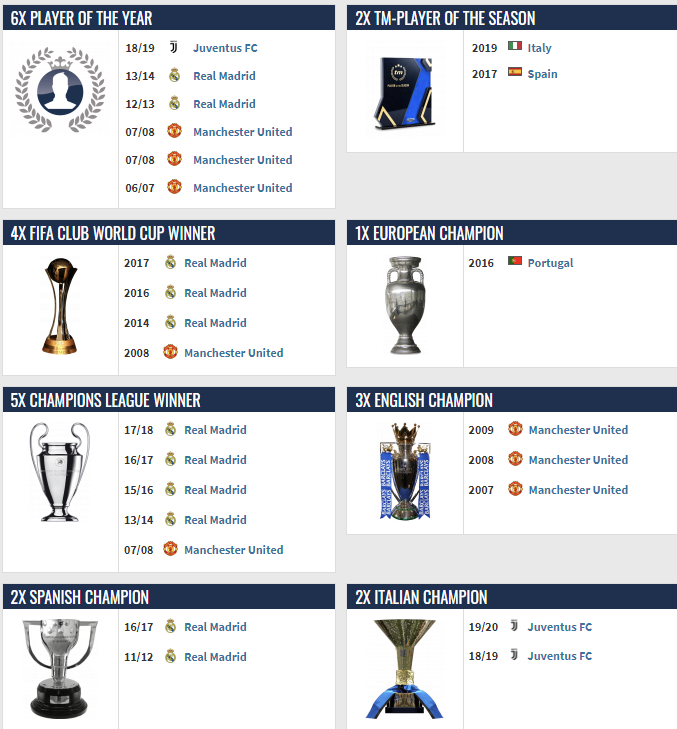 6X PLAYER OF THE YEAR
18/19 Juventus FC
13/14 Real Madrid
12/13 Real Madrid
07/08 Manchester United
07/08 Manchester United
06/07 Manchester United
2X TM-PLAYER OF THE SEASON
tm
2019 Italy
2017 Spain
4X FIFA CLUB WORLD CUP WINNER
2017 Real Madrid
2016 Real Madrid
2014 Real Madrid
2008 Manchester United
1X EUROPEAN CHAMPION
2016 Portugal
5X CHAMPIONS LEAGUE WINNER
17/18 Real Madrid
16/17 Real Madrid
15/16 Real Madrid
13/14 Real Madrid
07/08 Manchester United
3X ENGLISH CHAMPION
BARCLAYS
BARCLAYS
2009 Manchester United
2008 Manchester United
2007 Manchester United
2X SPANISH CHAMPION
16/17 Real Madrid
11/12 Real Madrid
2X ITALIAN CHAMPION
19/20 Juventus FC
18/19 Juventus FC